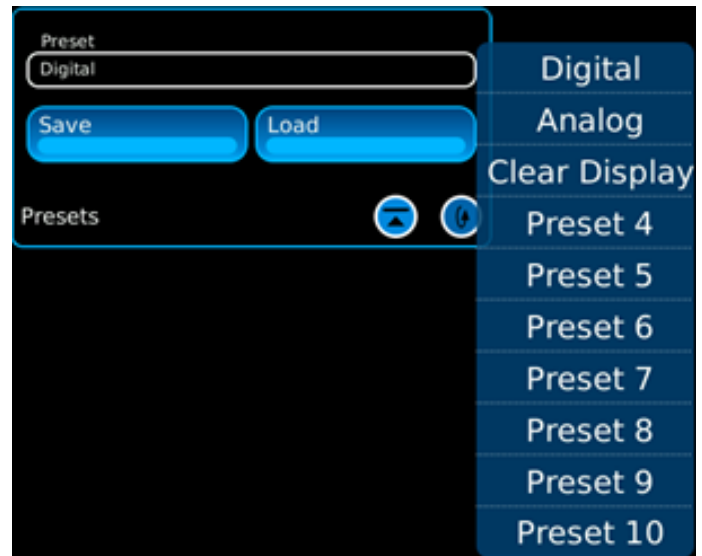 Preset
Digital
Save
Load
Presets
Digital
Analog
Clear Display
Preset 4
Preset 5
Preset 6
Preset 7
Preset 8
Preset 9
Preset 10